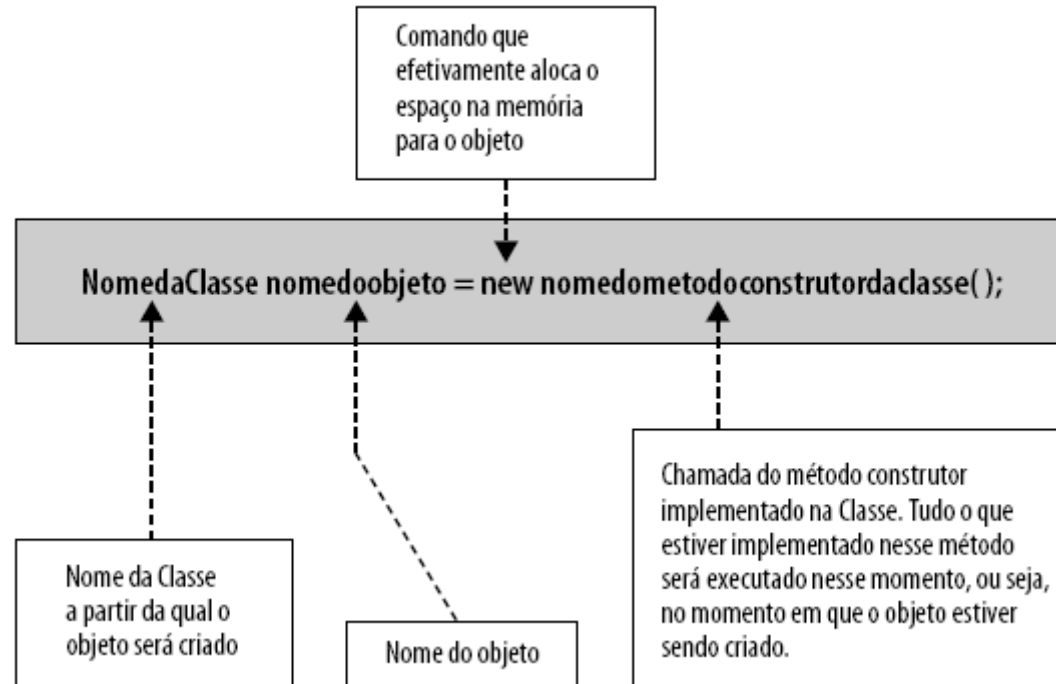 Comando que
efetivamente aloca o
espaço na memória
para o objeto
NomedaClasse nomedoobjeto = new nomedometodoconstrutordaclasse( );
Nome da Classe
a partir da qual o
objeto será criado
Nome do objeto
Chamada do método construtor
implementado na Classe. Tudo o que
estiver implementado nesse método
será executado nesse momento, ou seja,
no momento em que o objeto estiver
sendo criado.